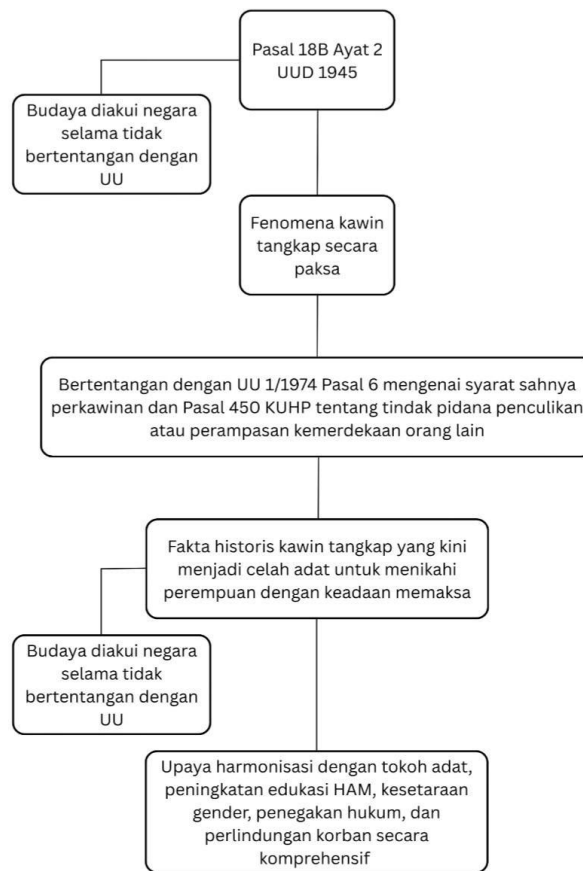 Pasal 18B Ayat 2
UUD 1945
Budaya diakui negara
selama tidak
bertentangan dengan
UU
Fenomena kawin
tangkap secara
paksa
Bertentangan dengan UU 1/1974 Pasal 6 mengenai syarat sahnya
perkawinan dan Pasal 450 KUHP tentang tindak pidana penculikan
atau perampasan kemerdekaan orang lain
Fakta historis kawin tangkap yang kini
menjadi celah adat untuk menikahi
perempuan dengan keadaan memaksa
Budaya diakui negara
selama tidak
bertentangan dengan
UU
Upaya harmonisasi dengan tokoh adat,
peningkatan edukasi HAM, kesetaraan
gender, penegakan hukum, dan
perlindungan korban secara
komprehensif